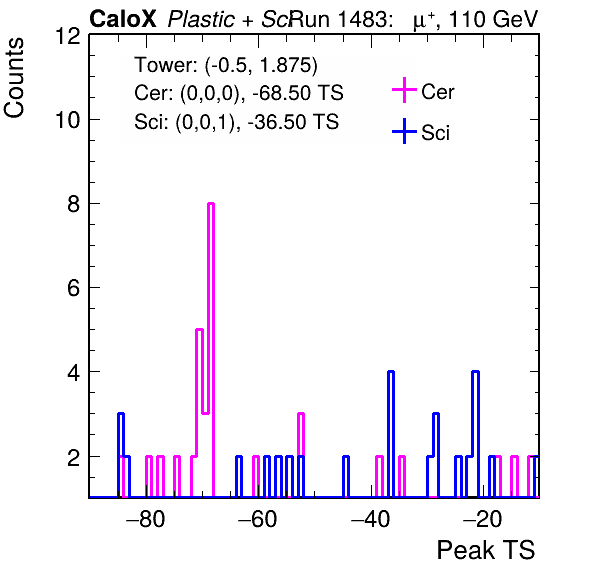 CaloX Plastic + Sci Run 1483: μ⁺, 110 GeV
Counts
12
10
8
6
4
2
Tower: (-0.5, 1.875)
Cer: (0,0,0), -68.50 TS
Sci: (0,0,1), -36.50 TS
Cer
Sci
−80 −60 −40 −20
Peak TS